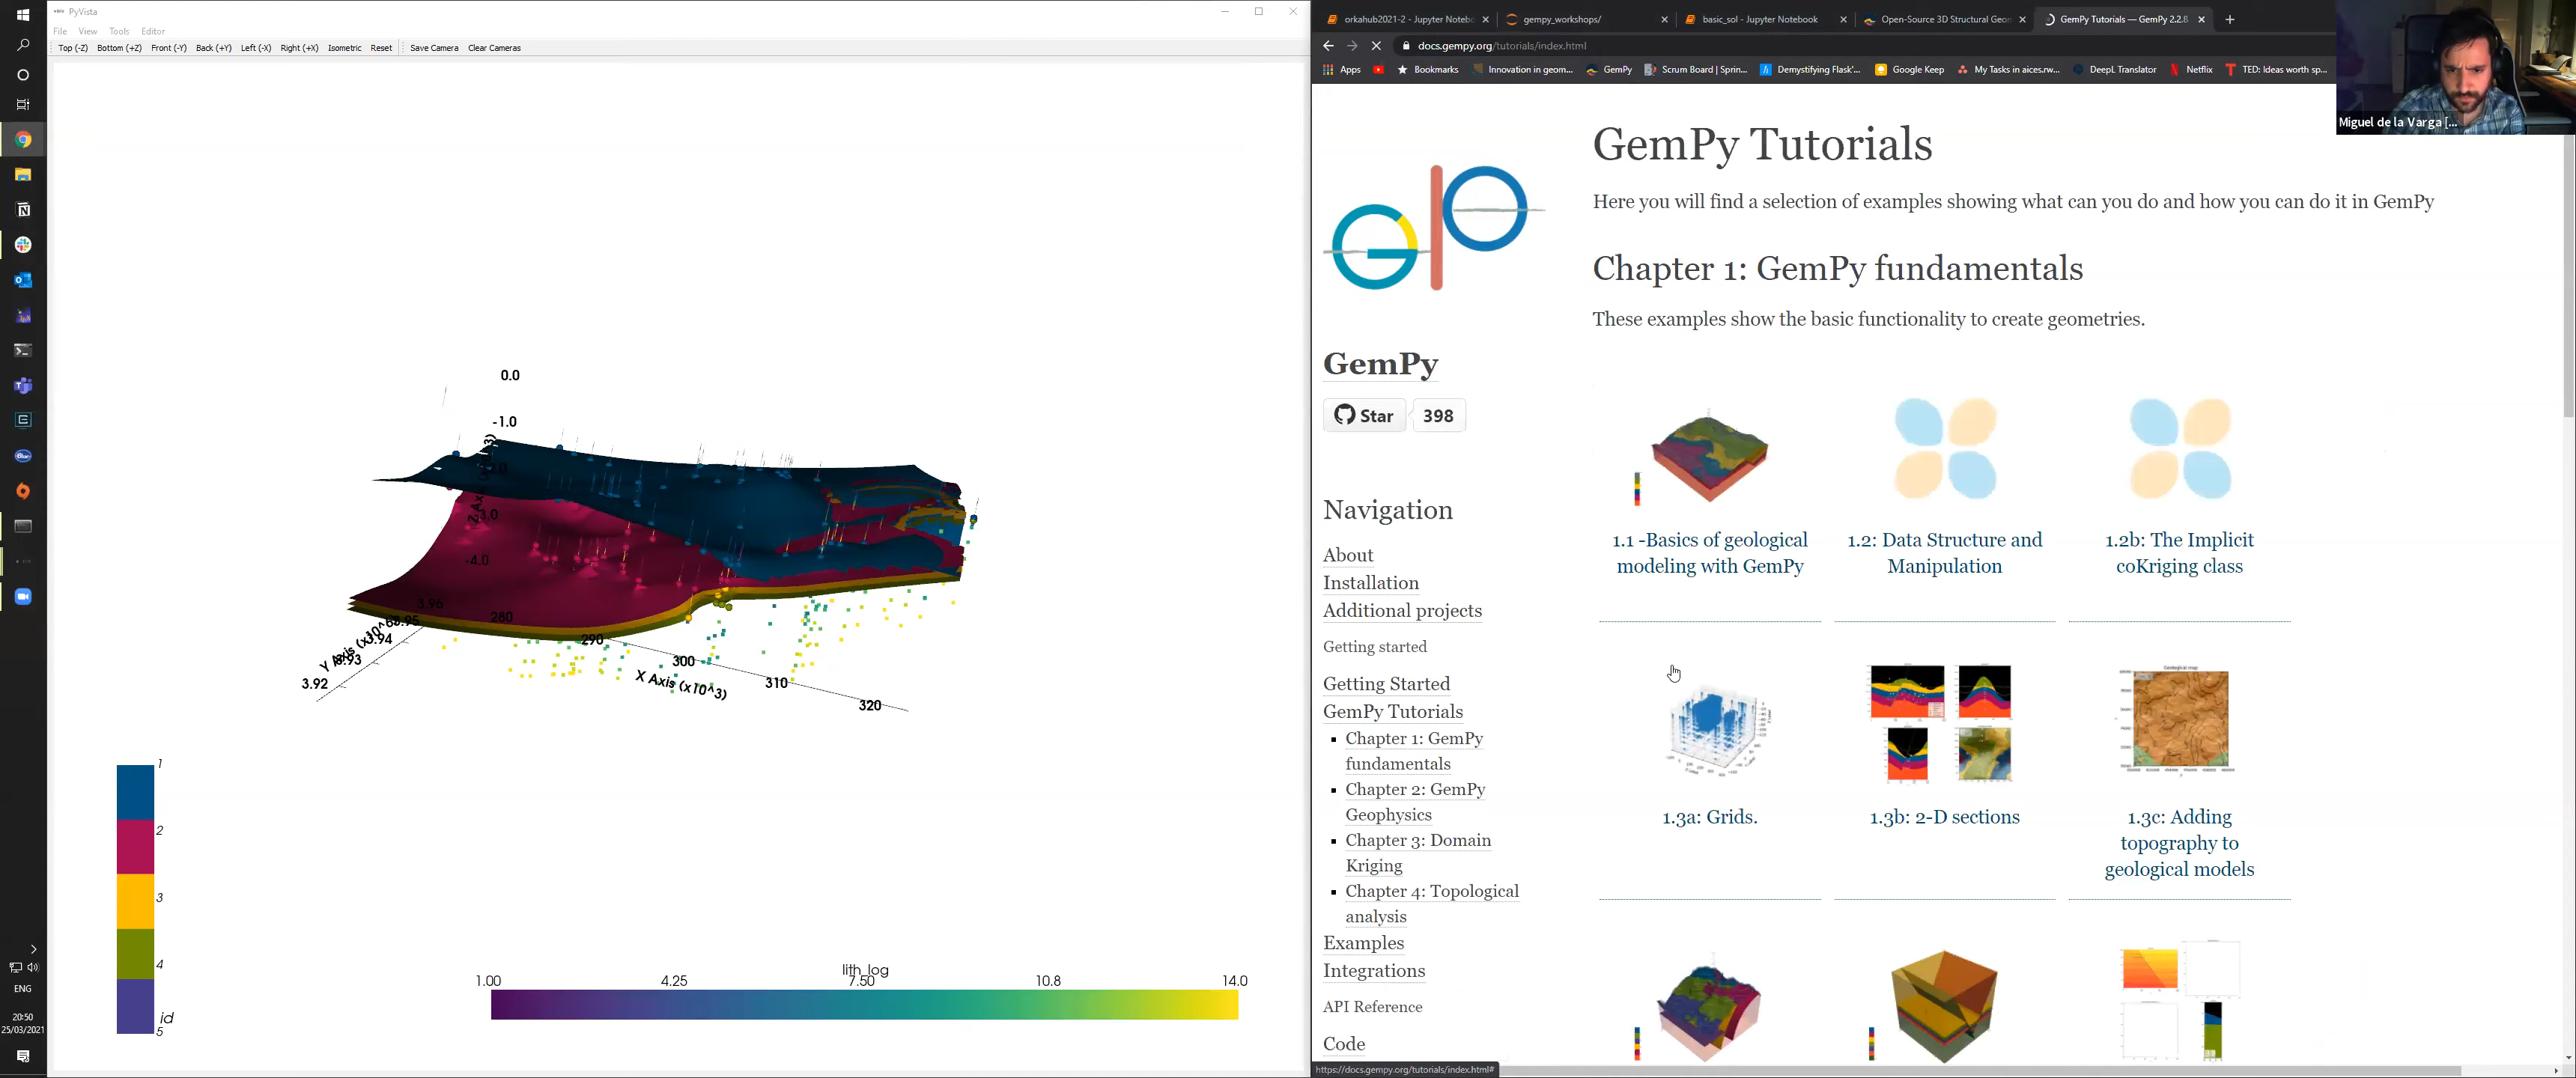 PyVista
File View Tools Editor
Top (-Z) Bottom (+Z) Front (-Y) Back (+Y) Left (-X) Right (+X) Isometric Reset Save Camera Clear Cameras
0.0
-1.0
-4.0
3.96
3.94
3.92
280
290
300
310
320
X Axis (x10^3)
1
2
3
4
5
id
lith_log
1.00 4.25 7.50 10.8 14.0
ENG
20:50
25/03/2021
orkahub2021-2 - Jupyter Notebo
gempy_workshops/
basic_sol - Jupyter Notebook
Open-Source 3D Structural Geom
GemPy Tutorials — GemPy 2.2.8
docs.gempy.org/tutorials/index.html
Apps
Bookmarks
Innovation in geom...
GemPy
Scrum Board | Sprin...
Demystifying Flask'...
Google Keep
My Tasks in aices.rw...
DeepL Translator
Netflix
TED: Ideas worth sp...
Miguel de la Varga [...
GemPy
Star 398
Navigation
About
Installation
Additional projects
Getting started
Getting Started
GemPy Tutorials
Chapter 1: GemPy
fundamentals
Chapter 2: GemPy
Geophysics
Chapter 3: Domain
Kriging
Chapter 4: Topological
analysis
Examples
Integrations
API Reference
Code
GemPy Tutorials
Here you will find a selection of examples showing what can you do and how you can do it in GemPy
Chapter 1: GemPy fundamentals
These examples show the basic functionality to create geometries.
1.1 -Basics of geological
modeling with GemPy
1.2: Data Structure and
Manipulation
1.2b: The Implicit
coKriging class
1.3a: Grids.
1.3b: 2-D sections
1.3c: Adding
topography to
geological models
https://docs.gempy.org/tutorials/index.html#